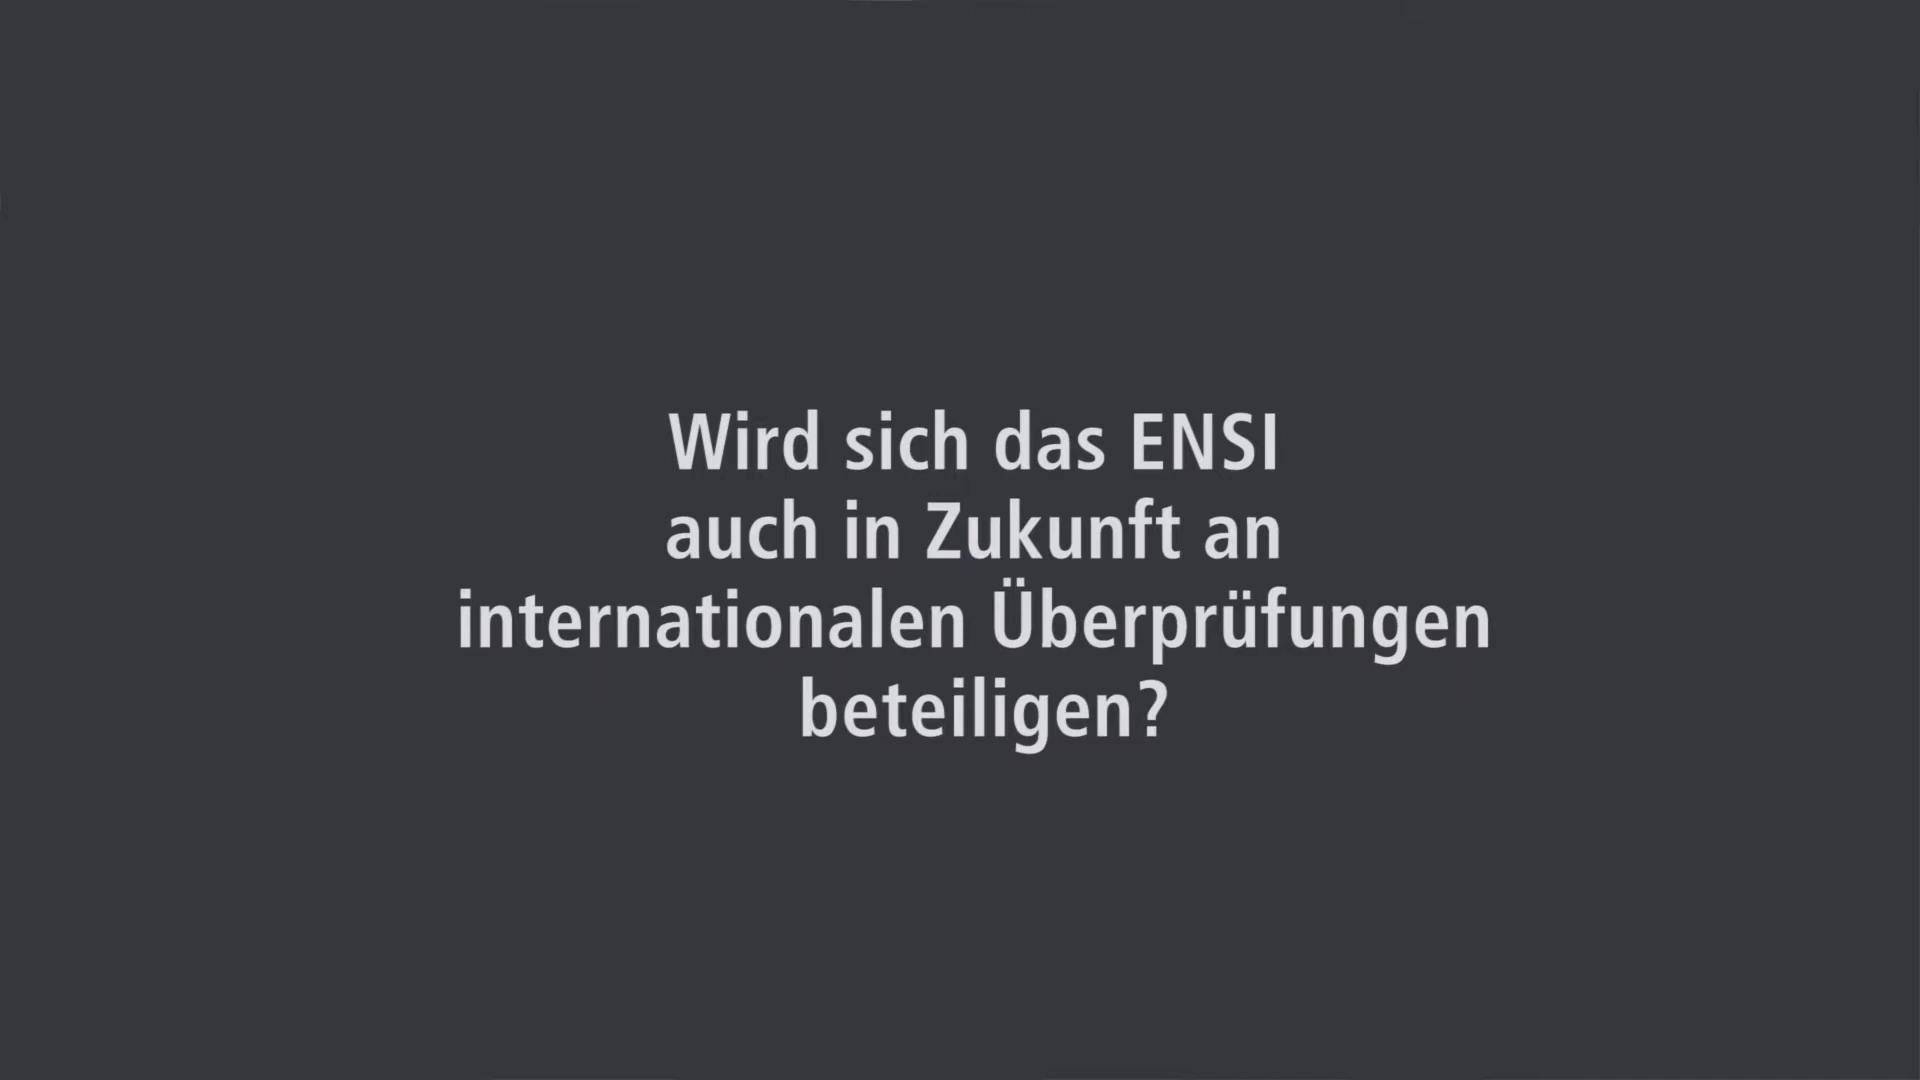 Wird sich das ENSI
auch in Zukunft an
internationalen Überprüfungen
beteiligen?